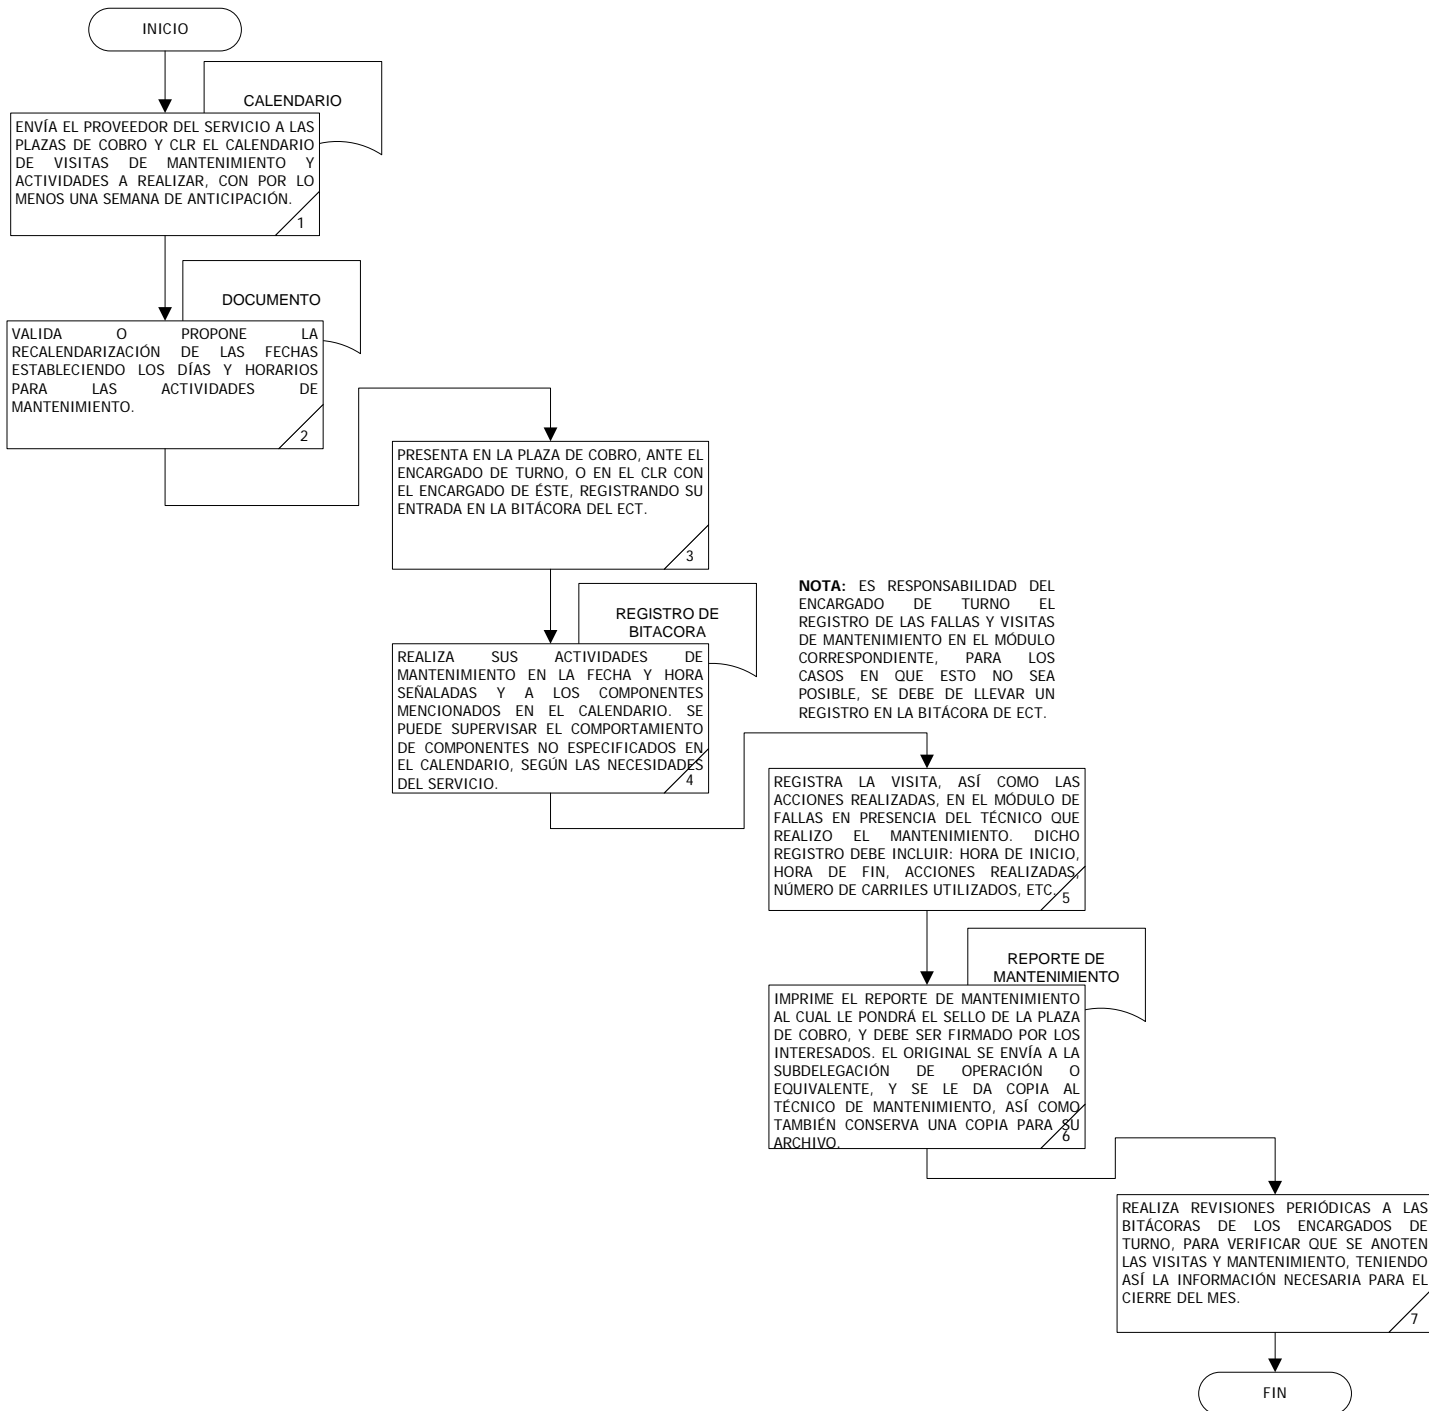 INICIO
CALENDARIO
ENVÍA EL PROVEEDOR DEL SERVICIO A LAS
PLAZAS DE COBRO Y CLR EL CALENDARIO
DE VISITAS DE MANTENIMIENTO Y
ACTIVIDADES A REALIZAR, CON POR LO
MENOS UNA SEMANA DE ANTICIPACIÓN.
1
DOCUMENTO
VALIDA O PROPONE LA
RECALENDARIZACIÓN DE LAS FECHAS
ESTABLECIENDO LOS DÍAS Y HORARIOS
PARA LAS ACTIVIDADES DE
MANTENIMIENTO.
2
PRESENTA EN LA PLAZA DE COBRO, ANTE EL
ENCARGADO DE TURNO, O EN EL CLR CON
EL ENCARGADO DE ÉSTE, REGISTRANDO SU
ENTRADA EN LA BITÁCORA DEL ECT.
3
REGISTRO DE
BITACORA
REALIZA SUS ACTIVIDADES DE
MANTENIMIENTO EN LA FECHA Y HORA
SEÑALADAS Y A LOS COMPONENTES
MENCIONADOS EN EL CALENDARIO. SE
PUEDE SUPERVISAR EL COMPORTAMIENTO
DE COMPONENTES NO ESPECIFICADOS EN
EL CALENDARIO, SEGÚN LAS NECESIDADES
DEL SERVICIO.
4
NOTA: ES RESPONSABILIDAD DEL
ENCARGADO DE TURNO EL
REGISTRO DE LAS FALLAS Y VISITAS
DE MANTENIMIENTO EN EL MÓDULO
CORRESPONDIENTE, PARA LOS
CASOS EN QUE ESTO NO SEA
POSIBLE, SE DEBE DE LLEVAR UN
REGISTRO EN LA BITÁCORA DE ECT.
REGISTRA LA VISITA, ASÍ COMO LAS
ACCIONES REALIZADAS, EN EL MÓDULO DE
FALLAS EN PRESENCIA DEL TÉCNICO QUE
REALIZO EL MANTENIMIENTO. DICHO
REGISTRO DEBE INCLUIR: HORA DE INICIO,
HORA DE FIN, ACCIONES REALIZADAS,
NÚMERO DE CARRILES UTILIZADOS, ETC.
5
REPORTE DE
MANTENIMIENTO
IMPRIME EL REPORTE DE MANTENIMIENTO
AL CUAL LE PONDRÁ EL SELLO DE LA PLAZA
DE COBRO, Y DEBE SER FIRMADO POR LOS
INTERESADOS. EL ORIGINAL SE ENVÍA A LA
SUBDELEGACIÓN DE OPERACIÓN O
EQUIVALENTE, Y SE LE DA COPIA AL
TÉCNICO DE MANTENIMIENTO, ASÍ COMO
TAMBIÉN CONSERVA UNA COPIA PARA SU
ARCHIVO.
6
REALIZA REVISIONES PERIÓDICAS A LAS
BITÁCORAS DE LOS ENCARGADOS DE
TURNO, PARA VERIFICAR QUE SE ANOTEN
LAS VISITAS Y MANTENIMIENTO, TENIENDO
ASÍ LA INFORMACIÓN NECESARIA PARA EL
CIERRE DEL MES.
7
FIN